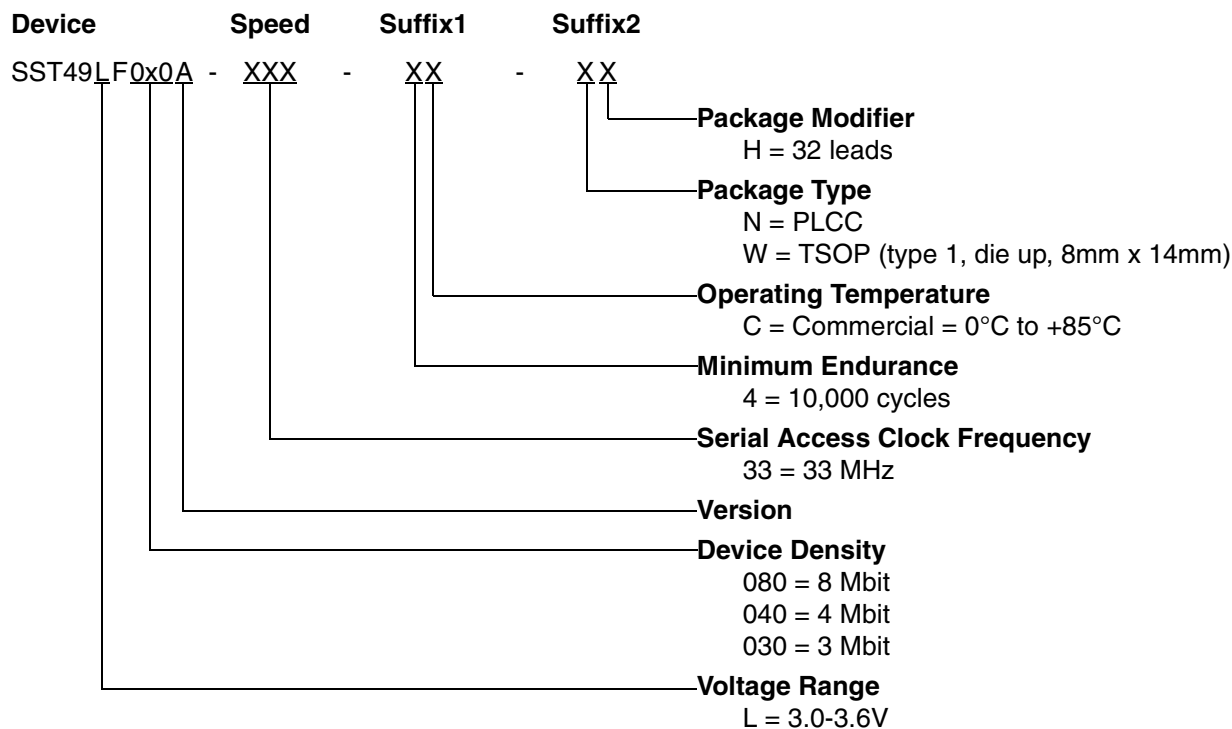 Device Speed Suffix1 Suffix2
SST49LF0x0A - XXX - XX - XX
Package Modifier
H = 32 leads
Package Type
N = PLCC
W = TSOP (type 1, die up, 8mm x 14mm)
Operating Temperature
C = Commercial = 0°C to +85°C
Minimum Endurance
4 = 10,000 cycles
Serial Access Clock Frequency
33 = 33 MHz
Version
Device Density
080 = 8 Mbit
040 = 4 Mbit
030 = 3 Mbit
Voltage Range
L = 3.0-3.6V